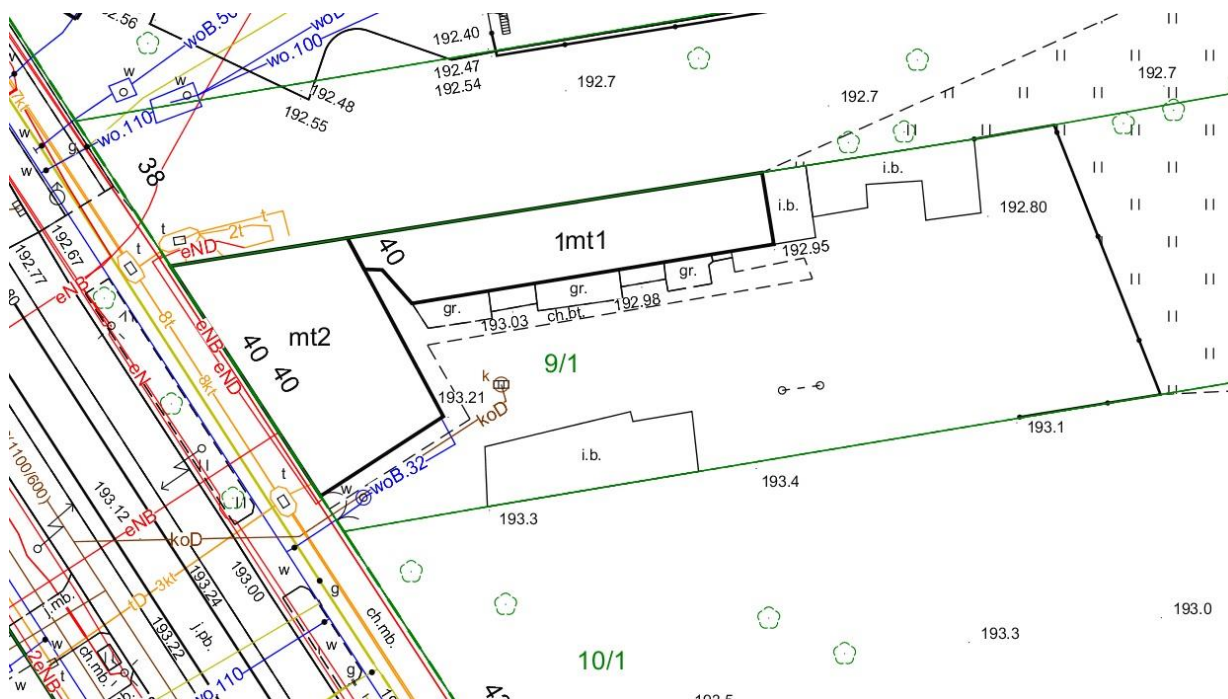 192.56
woB.50
192.40
192.47
192.54
192.7
192.7
192.7
w
w
wo.100
192.48
192.55
wo.110
w
g
w
38
i.b.
i.b.
192.80
192.95
t
t
2t
eND
t
192.67
192.77
40
1mt1
gr.
gr.
gr.
192.98
ch.bt.
193.03
8t
eNB
eND
8kt
eN
mt2
40
40
9/1
k
193.21
koD
i.b.
193.1
193.4
193.3
woB.32
w
t
1100/600)
193.12
eNB
koD
tD
3kt
193.00
193.24
193.22
j.pb.
j.mb.
ch.mb.
ch.mb.
w
g
w
g
w
t
w
2eNB
wo.110
10/1
193.3
193.0